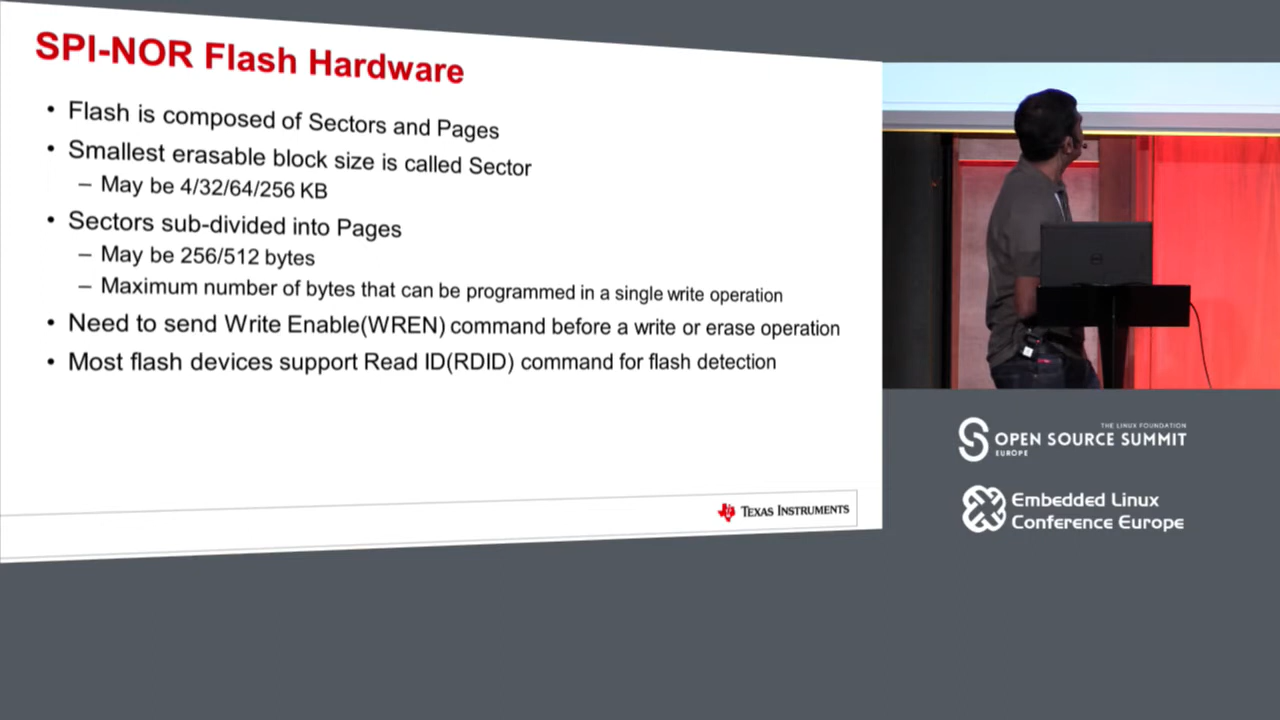 SPI-NOR Flash Hardware
• Flash is composed of Sectors and Pages
• Smallest erasable block size is called Sector
– May be 4/32/64/256 KB
• Sectors sub-divided into Pages
– May be 256/512 bytes
– Maximum number of bytes that can be programmed in a single write operation
• Need to send Write Enable(WREN) command before a write or erase operation
• Most flash devices support Read ID(RDID) command for flash detection
TEXAS INSTRUMENTS
THE LINUX FOUNDATION
OPEN SOURCE SUMMIT
EUROPE
Embedded Linux
Conference Europe